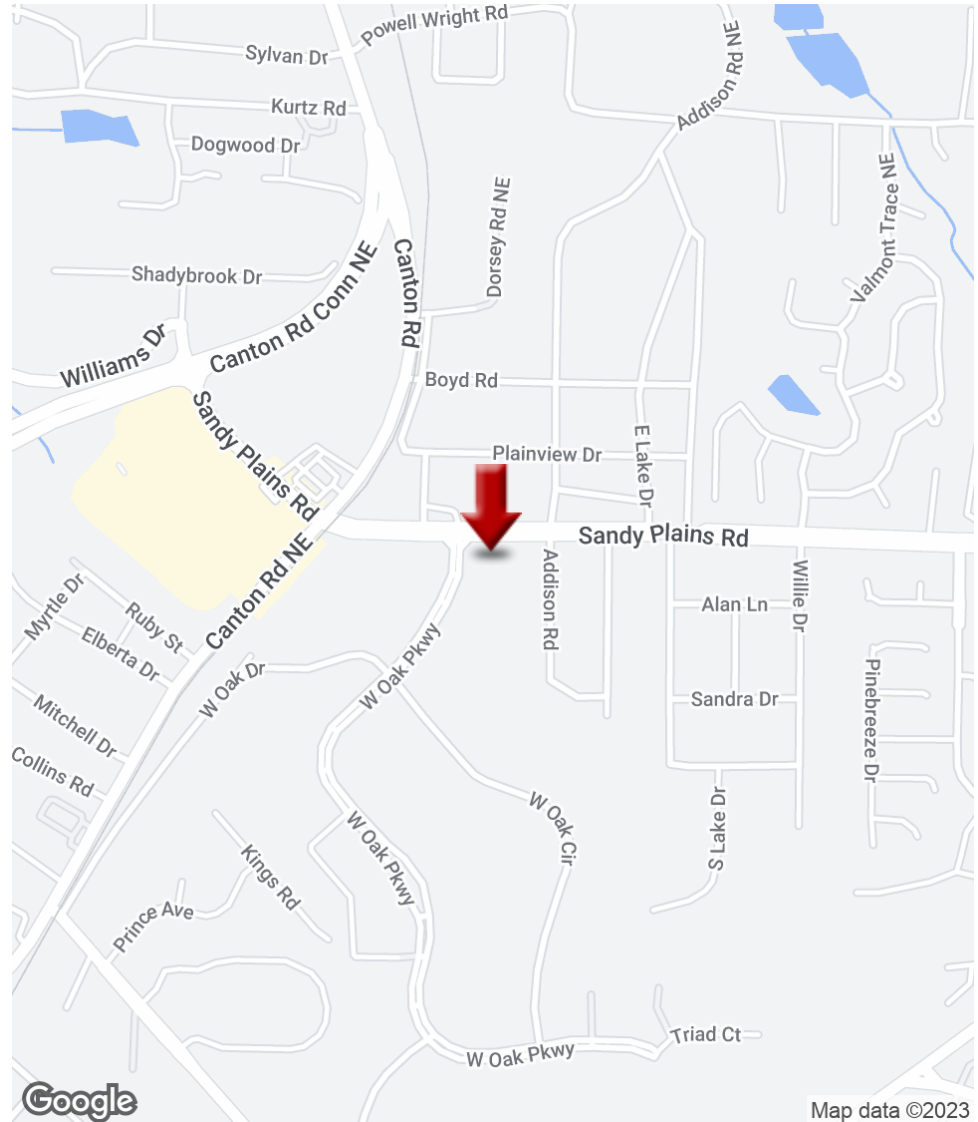 Powell Wright Rd
Sylvan Dr
Addison Rd NE
Kurtz Rd
Dogwood Dr
Valmont Trace NE
Dorsey Rd NE
Canton Rd
Canton Rd Conn NE
Shadybrook Dr
Williams Dr
Boyd Rd
Sandy Plains Rd
Plainview Dr
E Lake Dr
Sandy Plains Rd
Canton Rd NE
Addison Rd
Willie Dr
Myrtle Dr
Ruby St
Alan Ln
Elberta Dr
W Oak Pkwy
W Oak Dr
Sandra Dr
Pinebreeze Dr
Mitchell Dr
Collins Rd
W Oak Cir
S Lake Dr
W Oak Pkwy
Kings Rd
Prince Ave
Triad Ct
W Oak Pkwy
Google
Map data ©2023